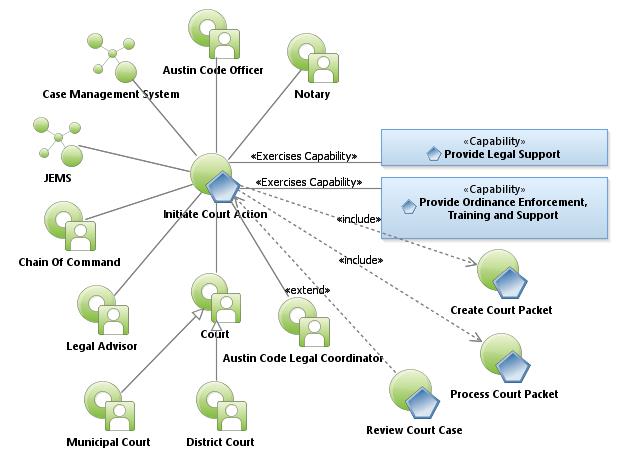 Austin Code Officer
Case Management System
Notary
«Capability»
Provide Legal Support
«Exercises Capability»
JEMS
«Exercises Capability»
«Capability»
Provide Ordinance Enforcement,
Training and Support
Initiate Court Action
«include»
Chain Of Command
«include»
«extend»
Create Court Packet
Court
Legal Advisor
Austin Code Legal Coordinator
Process Court Packet
Review Court Case
Municipal Court
District Court